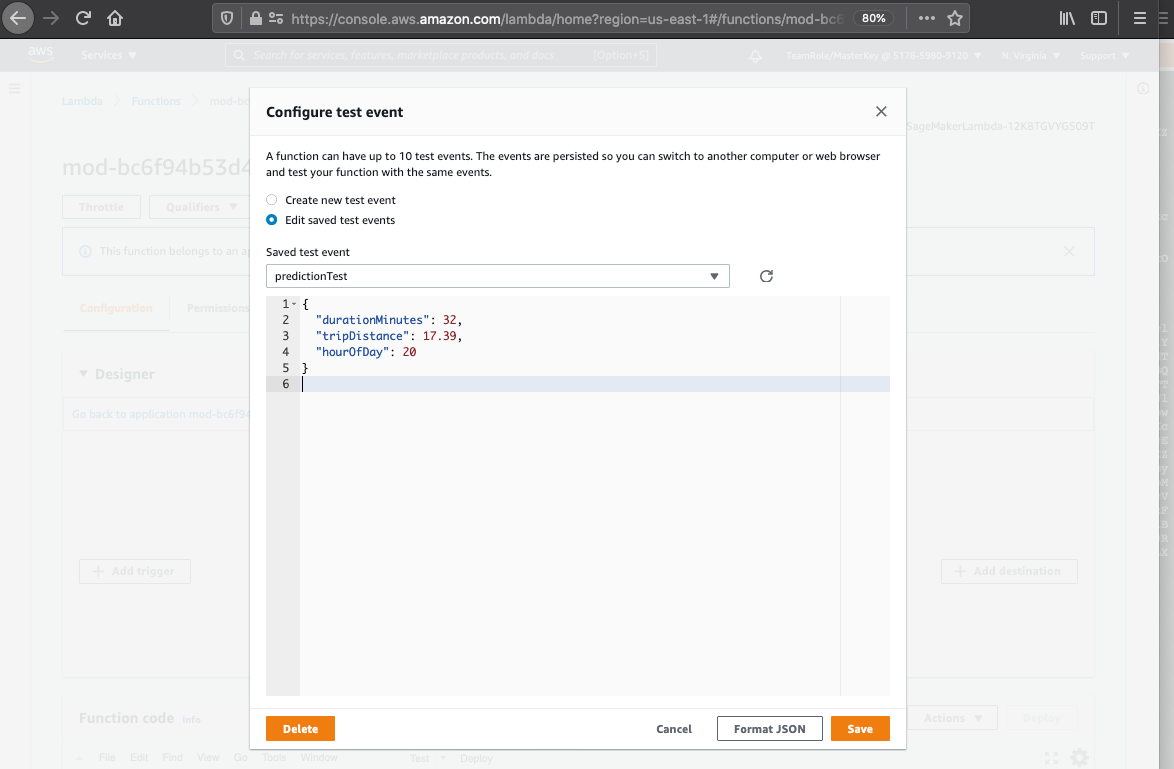 https://console.aws.amazon.com/lambda/home?region=us-east-1#/functions/mod-bc6
80%
aws
Services
Search for services, features, marketplace products, and docs
[Option+S]
TeamRole/MasterKey @ 5178-5380-9120
N. Virginia
Support
Lambda
Functions
mod-bc
SageMakerLambda-12K8TGVYGS09T
mod-bc6f94b53d4
Throttle
Qualifiers
This function belongs to an ap
Configuration
Permissions
Designer
Go back to application mod-bc6f94
+ Add trigger
+ Add destination
Function code
Info
Actions
Deploy
File Edit Find View Go Tools Window
Test
Deploy
Configure test event
A function can have up to 10 test events. The events are persisted so you can switch to another computer or web browser
and test your function with the same events.
Create new test event
Edit saved test events
Saved test event
predictionTest
1 {
2 "durationMinutes": 32,
3 "tripDistance": 17.39,
4 "hourOfDay": 20
5 }
6
Delete
Cancel
Format JSON
Save